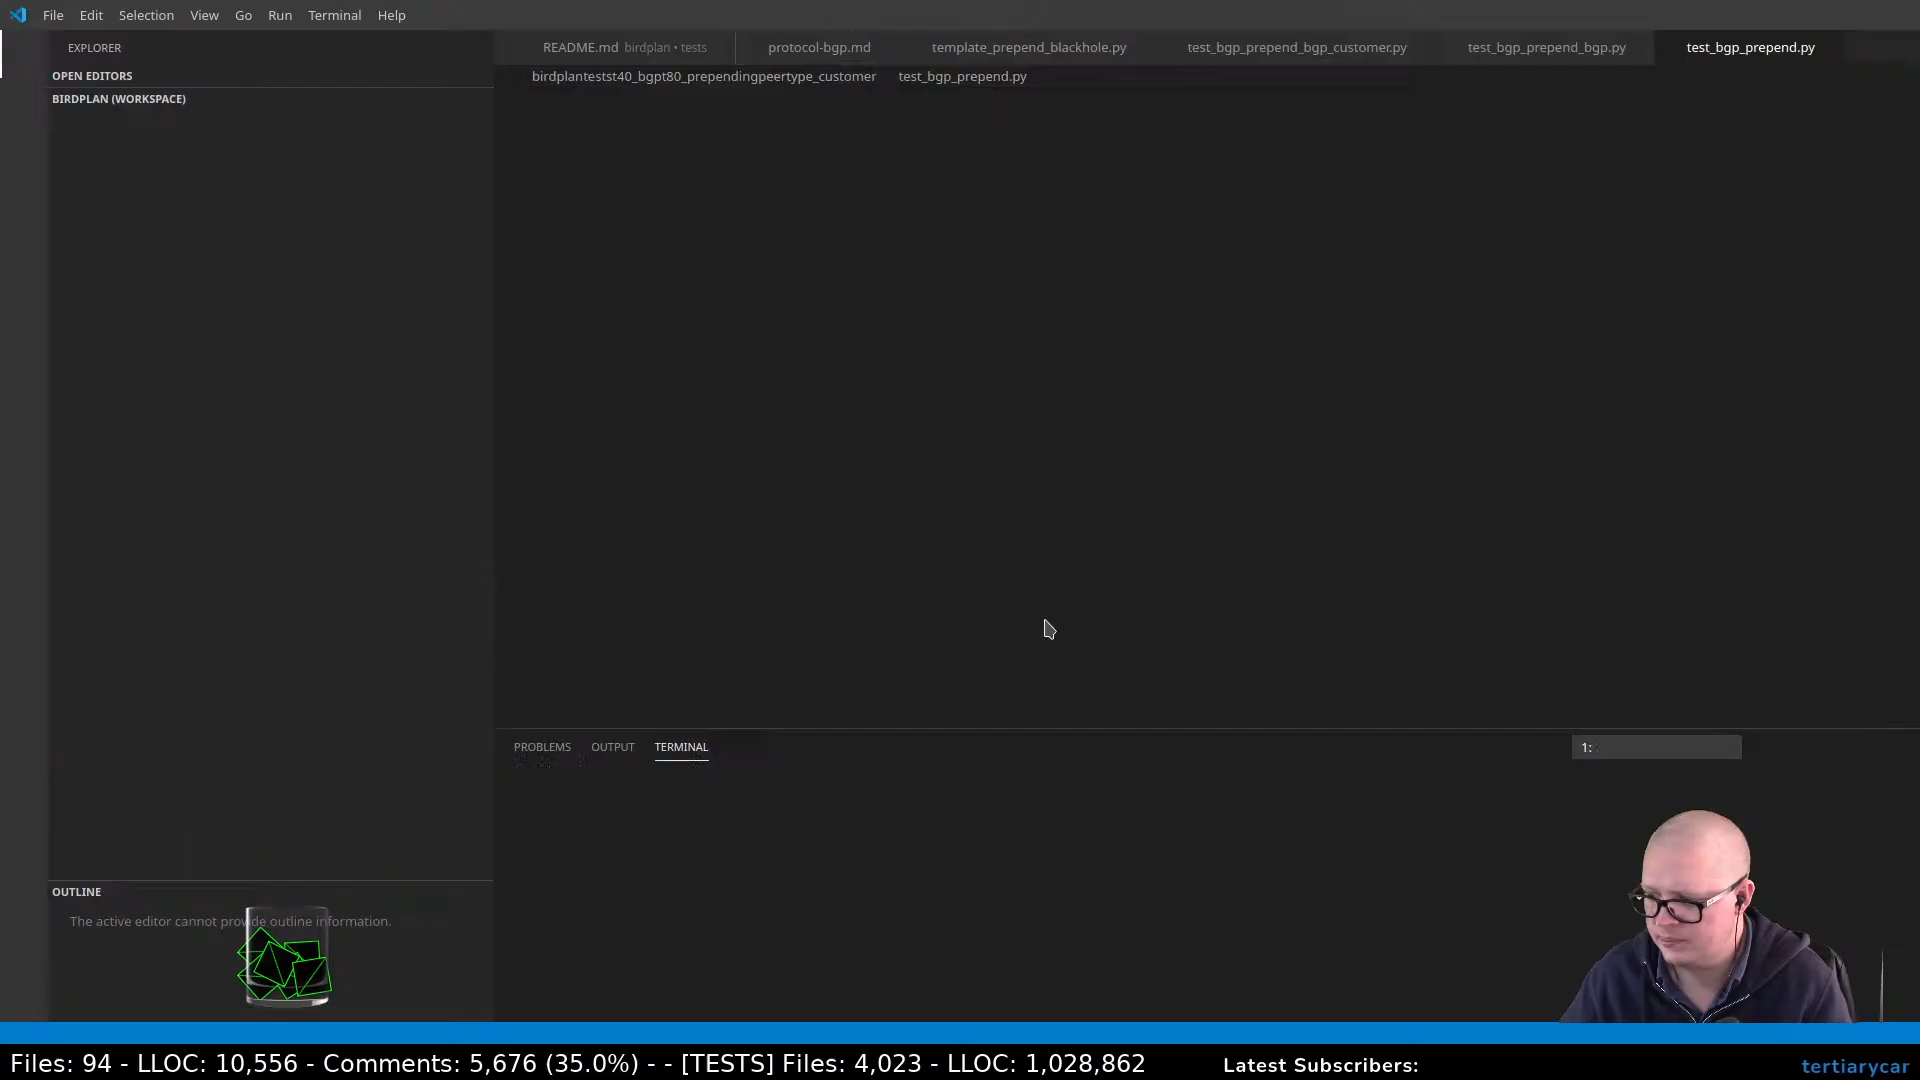 File Edit Selection View Go Run Terminal Help
EXPLORER
README.md birdplan • tests protocol-bgp.md template_prepend_blackhole.py test_bgp_prepend_bgp_customer.py test_bgp_prepend_bgp.py test_bgp_prepend.py
OPEN EDITORS
birdplantestst40_bgpt80_prependingpeertype_customer test_bgp_prepend.py
BIRDPLAN (WORKSPACE)
PROBLEMS OUTPUT TERMINAL
1:
OUTLINE
The active editor cannot provide outline information.
Files: 94 - LLOC: 10,556 - Comments: 5,676 (35.0%) - - [TESTS] Files: 4,023 - LLOC: 1,028,862
Latest Subscribers:
tertiarycar